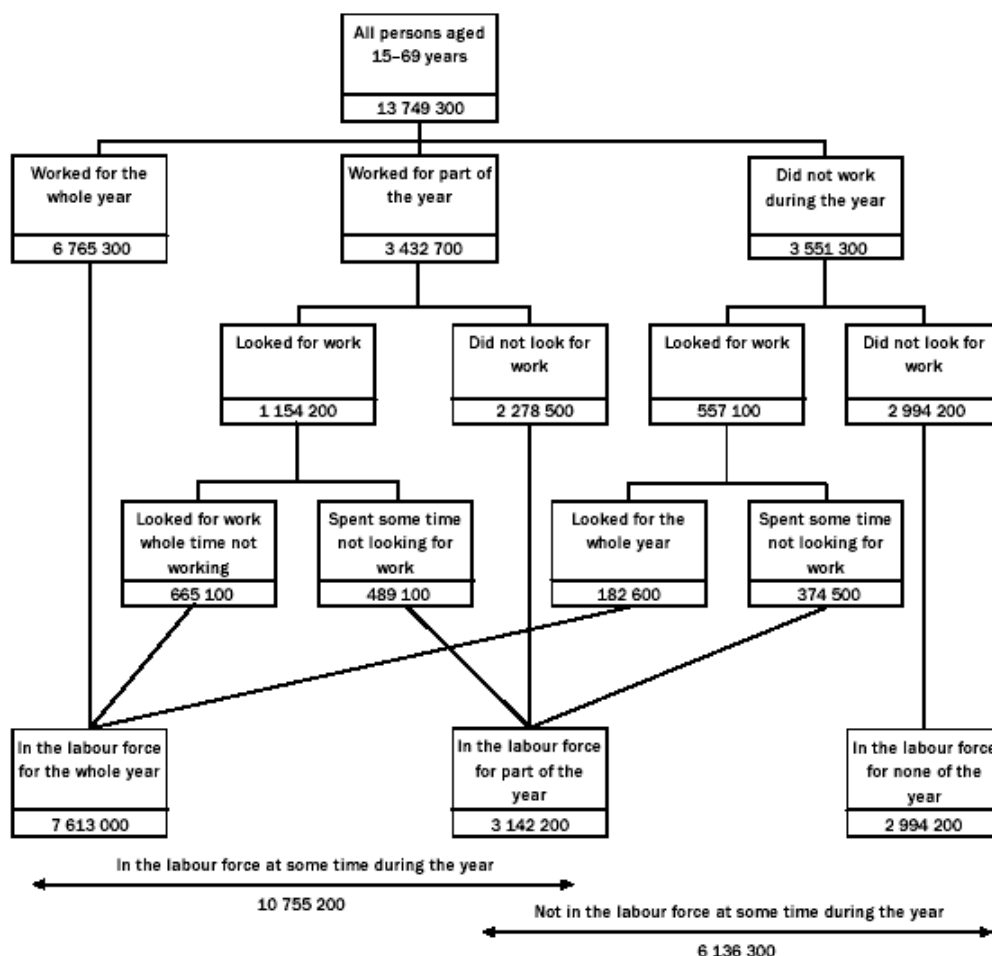 All persons aged
15–69 years
13 749 300
Worked for the
whole year
6 765 300
Worked for part of
the year
3 432 700
Did not work
during the year
3 551 300
Looked for work
1 154 200
Did not look for
work
2 278 500
Looked for work
557 100
Did not look for
work
2 994 200
Looked for work
whole time not
working
665 100
Spent some time
not looking for
work
489 100
Looked for the
whole year
182 600
Spent some time
not looking for
work
374 500
In the labour force
for the whole year
7 613 000
In the labour force
for part of the
year
3 142 200
In the labour force
for none of the
year
2 994 200
In the labour force at some time during the year
10 755 200
Not in the labour force at some time during the year
6 136 300